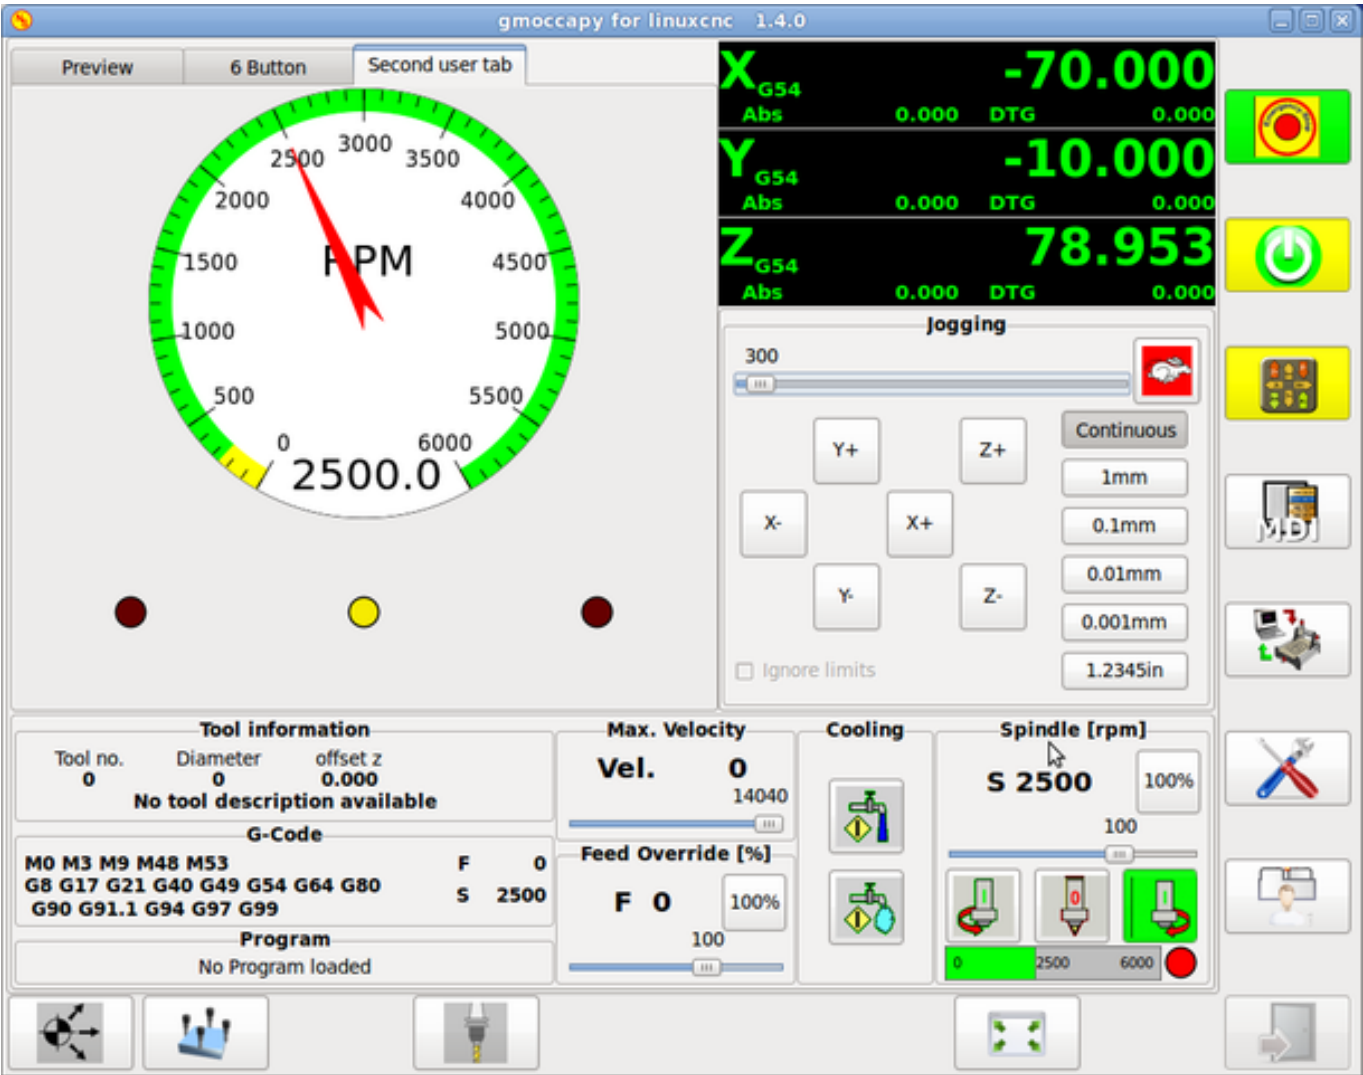 gmoccapy for linuxcnc 1.4.0
Preview
6 Button
Second user tab
0
500
1000
1500
2000
2500
3000
3500
4000
4500
5000
5500
6000
RPM
2500.0
X G54 -70.000
Abs 0.000 DTG 0.000
Y G54 -10.000
Abs 0.000 DTG 0.000
Z G54 78.953
Abs 0.000 DTG 0.000
Jogging
300
Y+
Z+
X-
X+
Y-
Z-
Continuous
1mm
0.1mm
0.01mm
0.001mm
1.2345in
Ignore limits
MDI
Tool information
Tool no. Diameter offset z
0 0 0.000
No tool description available
G-Code
M0 M3 M9 M48 M53
G8 G17 G21 G40 G49 G54 G64 G80
G90 G91.1 G94 G97 G99
F 0
S 2500
Program
No Program loaded
Max. Velocity
Vel. 0
14040
Feed Override [%]
F 0
100%
100
Cooling
Spindle [rpm]
S 2500
100%
100
0 2500 6000